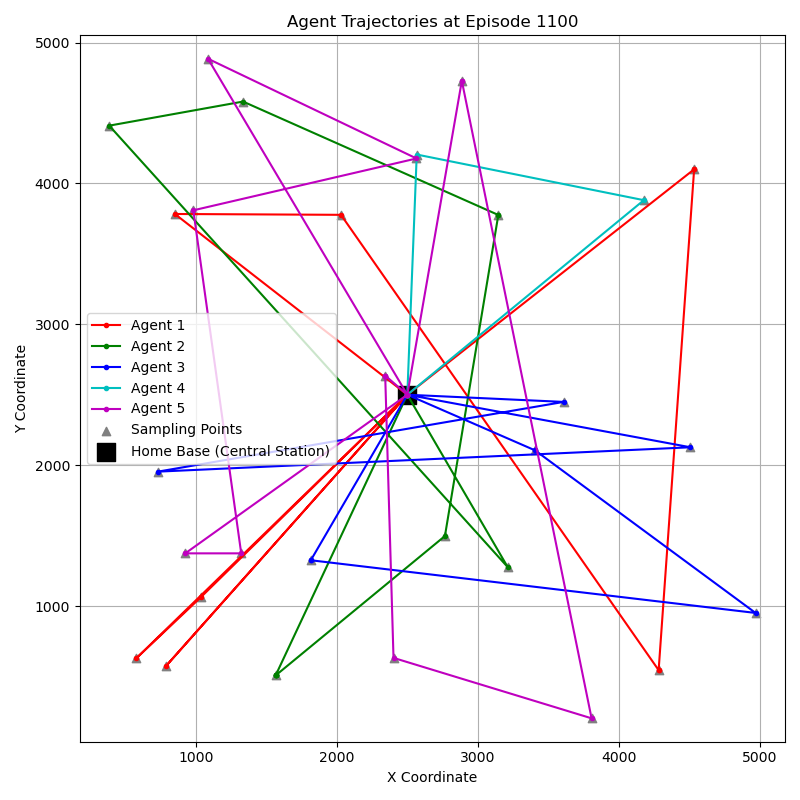 Agent Trajectories at Episode 1100
5000
4000
3000
2000
1000
Y Coordinate
Agent 1
Agent 2
Agent 3
Agent 4
Agent 5
Sampling Points
Home Base (Central Station)
1000 2000 3000 4000 5000
X Coordinate